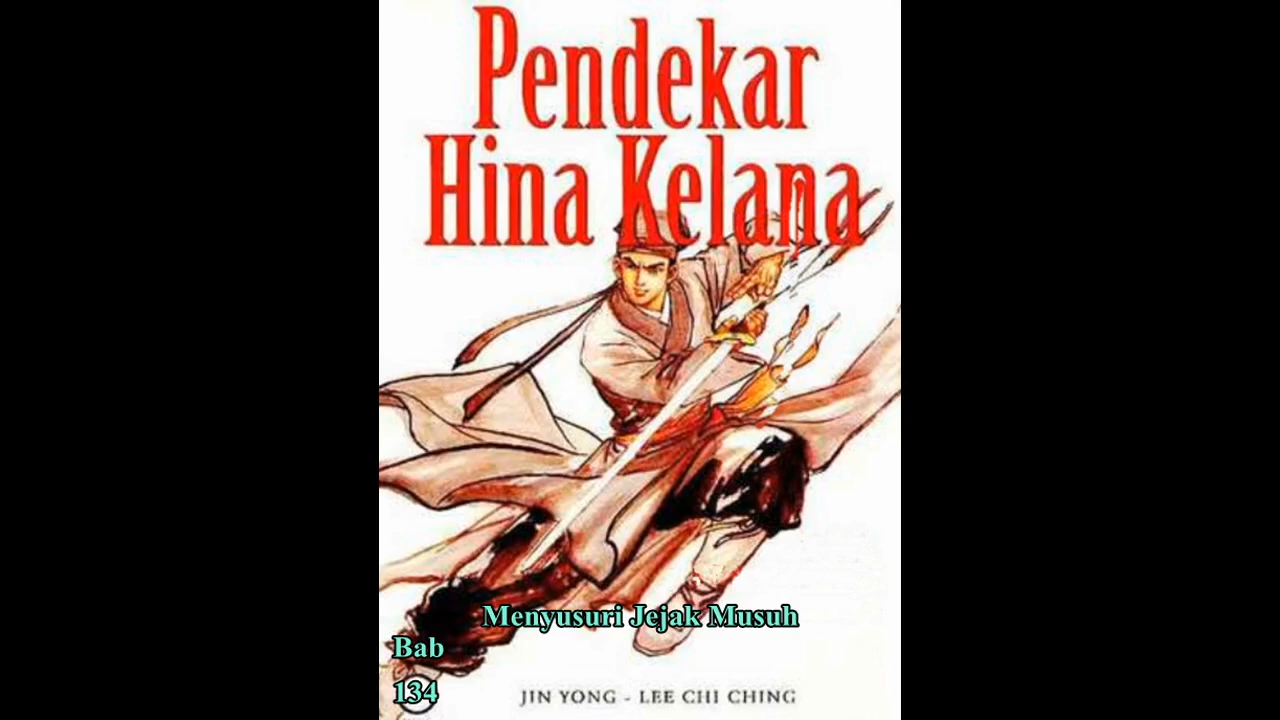 Pendekar
Hina Kelana
Menyusuri Jejak Musuh
Bab
134
JIN YONG - LEE CHI CHING